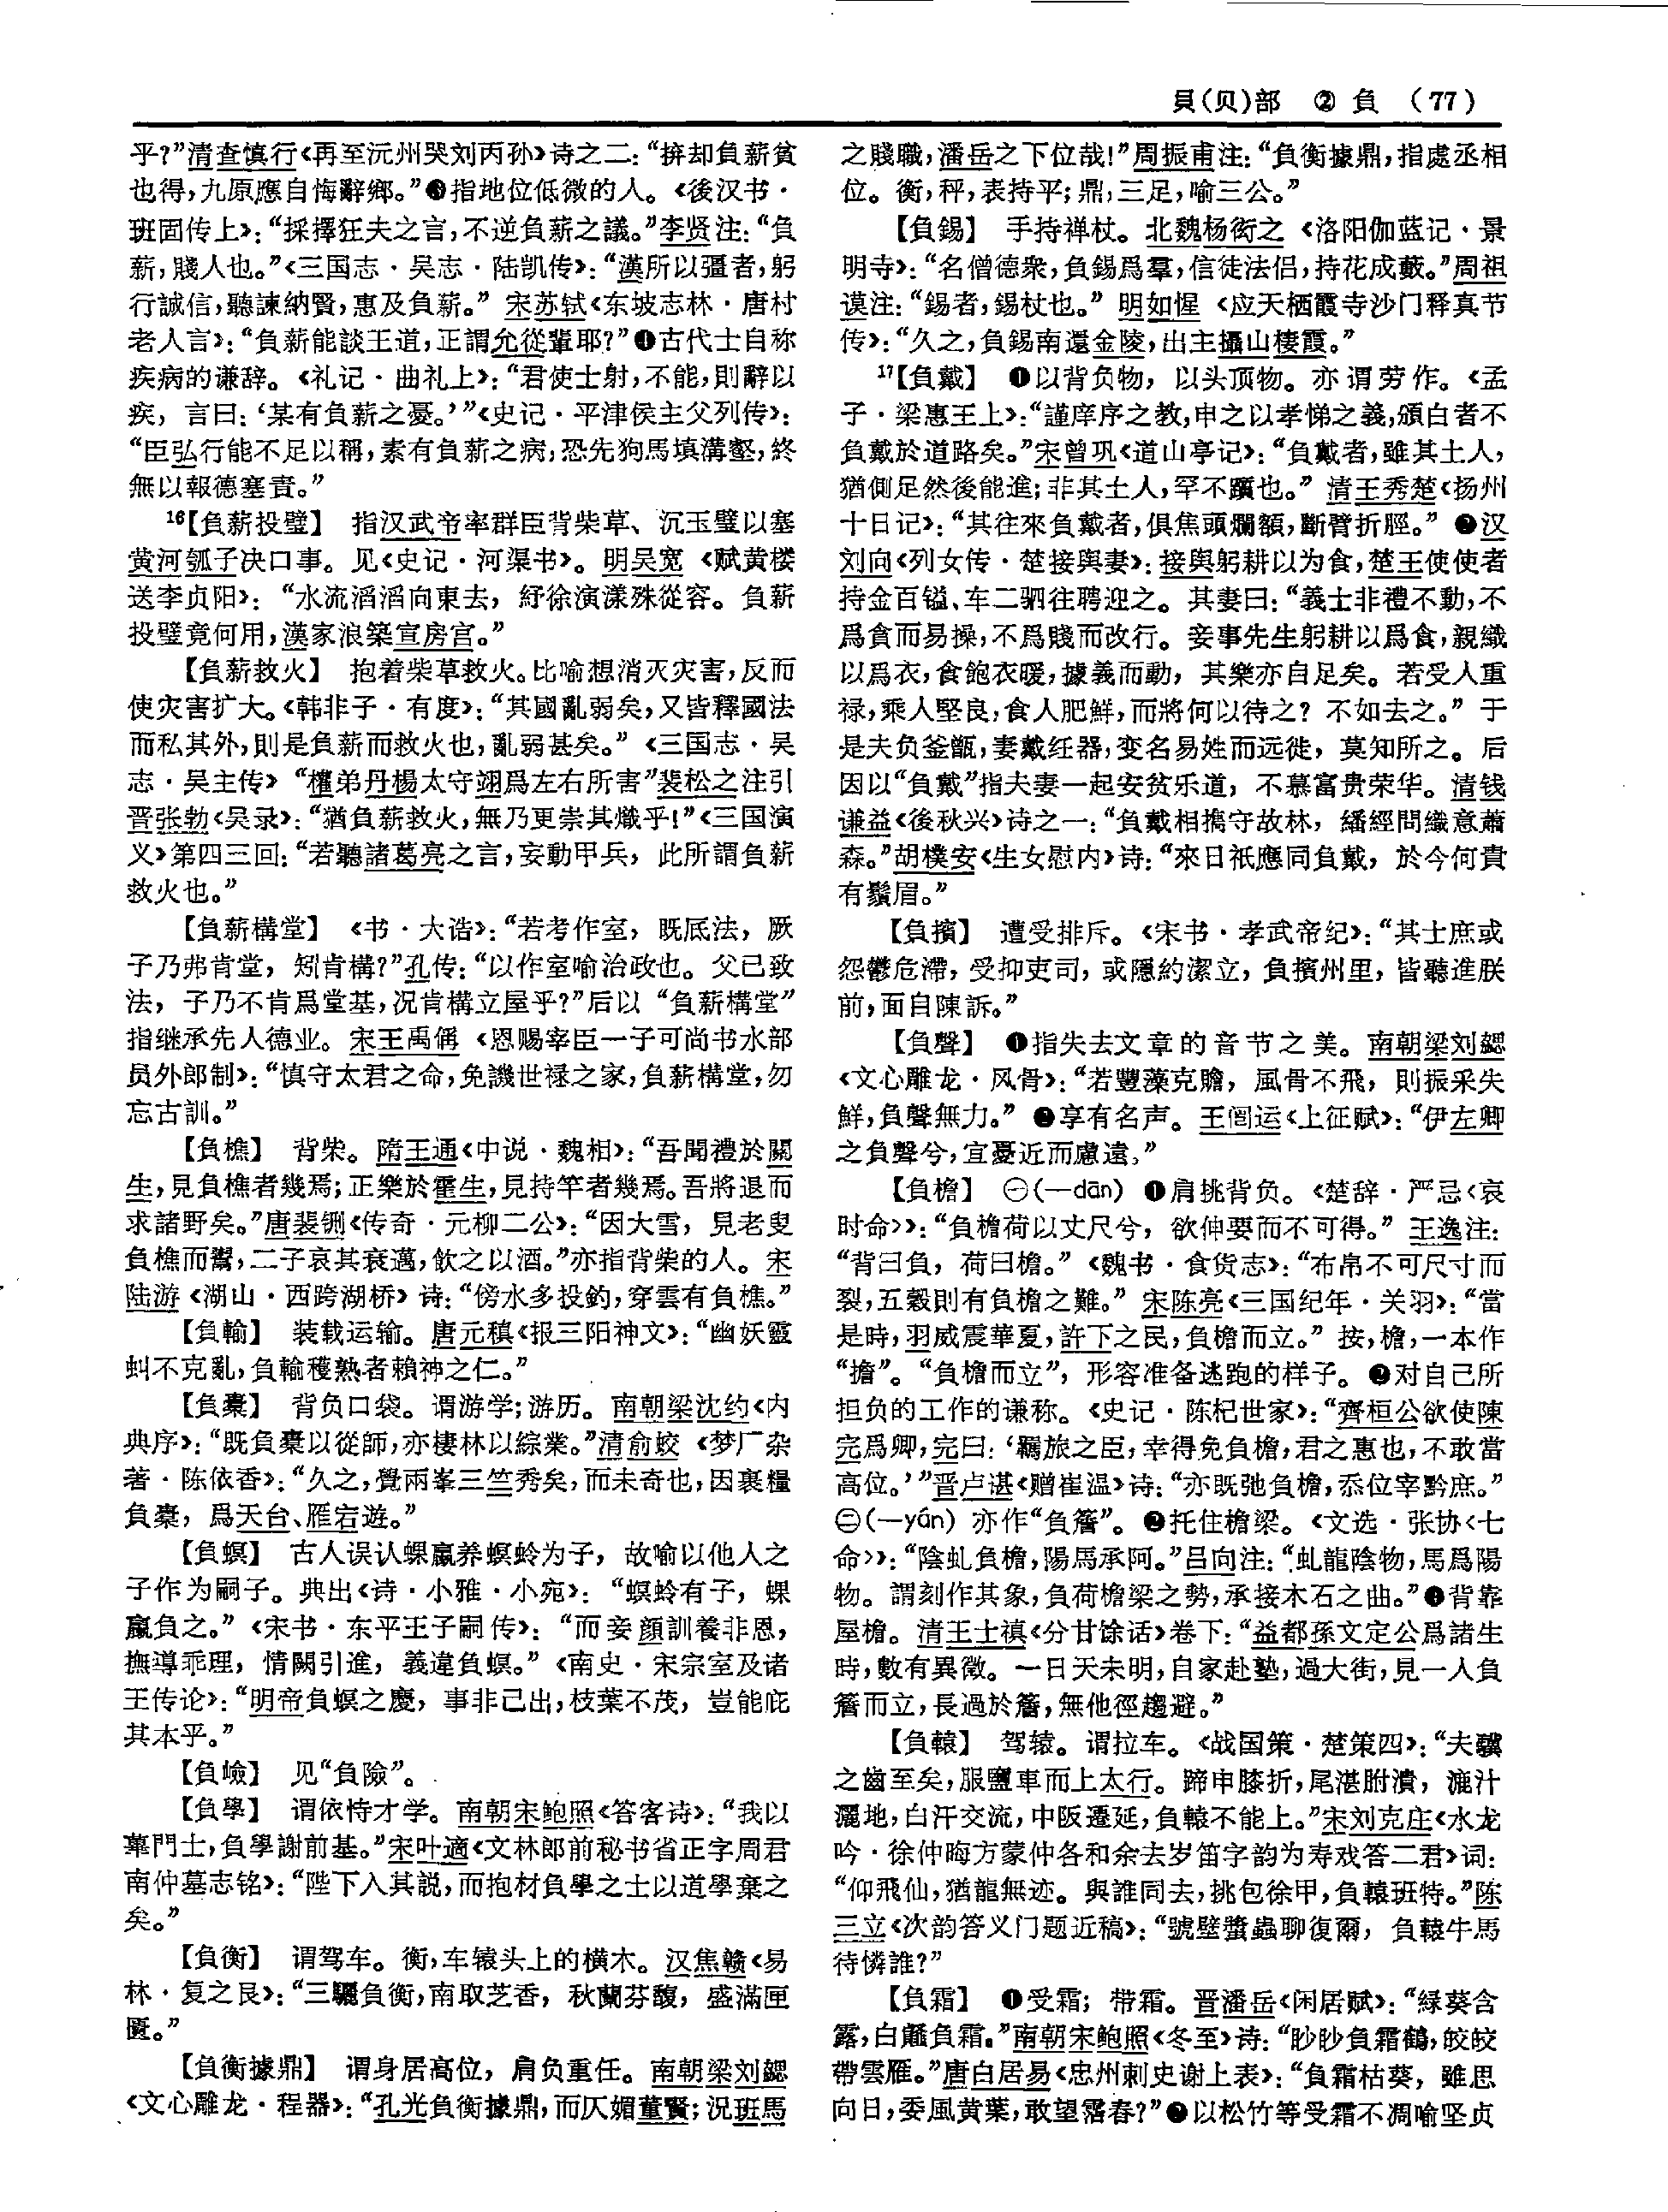 貝(贝)部　② 負　（77）
乎?”清查慎行《再至沅州哭刘丙孙》诗之二：“拚却負薪貧
也得，九原應自悔辭鄉。”❸指地位低微的人。《後汉书·
班固传上》：“採擇狂夫之言，不逆負薪之議。”李贤注：“負
薪，賤人也。”《三国志·吴志·陆凯传》：“漢所以彊者，躬
行誠信，聽諫納賢，惠及負薪。” 宋苏轼《东坡志林·唐村
老人言》：“負薪能談王道，正謂允從輩耶?”❹古代士自称
疾病的谦辞。《礼记·曲礼上》：“君使士射，不能，則辭以
疾，言曰：‘某有負薪之憂。’”《史记·平津侯主父列传》：
“臣弘行能不足以稱，素有負薪之病，恐先狗馬填溝壑，終
無以報德塞責。”
16【負薪投璧】　指汉武帝率群臣背柴草、沉玉璧以塞
黄河瓠子决口事。见《史记·河渠书》。明吴宽《赋黄楼
送李贞阳》：“水流滔滔向東去，紆徐演漾殊從容。負薪
投璧竟何用，漢家浪築宣房宫。”
【負薪救火】　抱着柴草救火。比喻想消灭灾害，反而
使灾害扩大。《韩非子·有度》：“其國亂弱矣，又皆釋國法
而私其外，則是負薪而救火也，亂弱甚矣。”《三国志·吴
志·吴主传》“權弟丹楊太守翊爲左右所害”裴松之注引
晋张勃《吴录》：“猶負薪救火，無乃更崇其熾乎！”《三国演
义》第四三回：“若聽諸葛亮之言，妄動甲兵，此所謂負薪
救火也。”
【負薪構堂】　《书·大诰》：“若考作室，既厎法，厥
子乃弗肯堂，矧肯構?”孔传：“以作室喻治政也。父已致
法，子乃不肯爲堂基，况肯構立屋乎?”后以“負薪構堂”
指继承先人德业。宋王禹偁《恩赐宰臣一子可尚书水部
员外郎制》：“慎守太君之命，免譏世禄之家，負薪構堂，勿
忘古訓。”
【負樵】　背柴。隋王通《中说·魏相》：“吾聞禮於關
生，見負樵者幾焉；正樂於霍生，見持竿者幾焉。吾將退而
求諸野矣。”唐裴铏《传奇·元柳二公》：“因大雪，見老叟
負樵而鬻，二子哀其衰邁，飲之以酒。”亦指背柴的人。宋
陆游《湖山·西跨湖桥》诗：“傍水多投釣，穿雲有負樵。”
【負輸】　装载运输。唐元稹《报三阳神文》：“幽妖靈
虯不克亂，負輸穫熟者賴神之仁。”
【負橐】　背负口袋。谓游学；游历。南朝梁沈约《内
典序》：“既負橐以從師，亦棲林以綜業。”清俞蛟《梦厂杂
著·陈依香》：“久之，覺兩峯三竺秀矣，而未奇也，因裹糧
負橐，爲天台、雁宕遊。”
【負螟】　古人误认蜾蠃养螟蛉为子，故喻以他人之
子作为嗣子。典出《诗·小雅·小宛》：“螟蛉有子，蜾
蠃負之。”《宋书·东平王子嗣传》：“而妾顔訓養非恩，
撫導乖理，情闕引進，義違負螟。”《南史·宋宗室及诸
王传论》：“明帝負螟之慶，事非己出，枝葉不茂，豈能庇
其本乎。”
【負嶮】　见“負險”。
【負學】　谓依恃才学。南朝宋鲍照《答客诗》：“我以
蓽門士，負學謝前基。”宋叶適《文林郎前秘书省正字周君
南仲墓志铭》：“陛下入其説，而抱材負學之士以道學棄之
矣。”
【負衡】　谓驾车。衡，车辕头上的横木。汉焦赣《易
林·复之艮》：“三驪負衡，南取芝香，秋蘭芬馥，盛滿匣
匱。”
【負衡據鼎】　谓身居高位，肩负重任。南朝梁刘勰
《文心雕龙·程器》：“孔光負衡據鼎，而仄媚董賢；況班馬
之賤職，潘岳之下位哉！”周振甫注：“負衡據鼎，指處丞相
位。衡，秤，表持平；鼎，三足，喻三公。”
【負錫】　手持禅杖。北魏杨衒之《洛阳伽蓝记·景
明寺》：“名僧德衆，負錫爲羣，信徒法侣，持花成藪。”周祖
谟注：“錫者，錫杖也。” 明如惺《应天栖霞寺沙门释真节
传》：“久之，負錫南還金陵，出主攝山棲霞。”
17【負戴】　❶以背负物，以头顶物。亦谓劳作。《孟
子·梁惠王上》：“謹庠序之教，申之以孝悌之義，頒白者不
負戴於道路矣。”宋曾巩《道山亭记》：“負戴者，雖其土人，
猶側足然後能進；非其土人，罕不躓也。” 清王秀楚《扬州
十日记》：“其往來負戴者，俱焦頭爛額，斷臂折脛。” ❷汉
刘向《列女传·楚接舆妻》：接舆躬耕以为食，楚王使使者
持金百镒、车二驷往聘迎之。其妻曰：“義士非禮不動，不
爲貪而易操，不爲賤而改行。妾事先生躬耕以爲食，親織
以爲衣，食飽衣暖，據義而動，其樂亦自足矣。若受人重
禄，乘人堅良，食人肥鮮，而將何以待之? 不如去之。” 于
是夫负釜甑，妻戴纴器，变名易姓而远徙，莫知所之。后
因以“負戴”指夫妻一起安贫乐道，不慕富贵荣华。清钱
谦益《後秋兴》诗之一：“負戴相携守故林，繙經問織意蕭
森。”胡樸安《生女慰内》诗：“來日祇應同負戴，於今何貴
有鬚眉。”
【負擯】　遭受排斥。《宋书·孝武帝纪》：“其士庶或
怨鬱危滯，受抑吏司，或隱約潔立，負擯州里，皆聽進朕
前，面自陳訴。”
【負聲】　❶指失去文章的音节之美。南朝梁刘勰
《文心雕龙·风骨》：“若豐藻克贍，風骨不飛，則振采失
鮮，負聲無力。” ❷享有名声。王闿运《上征赋》：“伊左卿
之負聲兮，宜憂近而慮遠。”
【負檐】　㊀(—dān) ❶肩挑背负。《楚辞·严忌〈哀
时命〉》：“負檐荷以丈尺兮，欲伸要而不可得。” 王逸注：
“背曰負，荷曰檐。”《魏书·食货志》：“布帛不可尺寸而
裂，五穀則有負檐之難。” 宋陈亮《三国纪年·关羽》：“當
是時，羽威震華夏，許下之民，負檐而立。” 按，檐，一本作
“擔”。“負檐而立”，形容准备逃跑的样子。❷对自己所
担负的工作的谦称。《史记·陈杞世家》：“齊桓公欲使陳
完爲卿，完曰：‘羈旅之臣，幸得免負檐，君之惠也，不敢當
高位。’”晋卢谌《赠崔温》诗：“亦既弛負檐，忝位宰黔庶。”
㊁(—yán) 亦作“負簷”。❷托住檐梁。《文选·张协〈七
命〉》：“陰虬負檐，陽馬承阿。”吕向注：“虬龍陰物，馬爲陽
物。謂刻作其象，負荷檐梁之勢，承接木石之曲。”❶背靠
屋檐。清王士禛《分甘馀话》卷下：“益都孫文定公爲諸生
時，數有異徵。一日天未明，自家赴塾，過大街，見一人負
簷而立，長過於簷，無他徑趨避。”
【負轅】　驾辕。谓拉车。《战国策·楚策四》：“夫驥
之齒至矣，服鹽車而上太行。蹄申膝折，尾湛胕潰，漉汁
灑地，白汗交流，中阪遷延，負轅不能上。”宋刘克庄《水龙
吟·徐仲晦方蒙仲各和余去岁笛字韵为寿戏答二君》词：
“仰飛仙，猶龍無迹。與誰同去，挑包徐甲，負轅班特。”陈
三立《次韵答义门题近稿》：“號壁螿蟲聊復爾，負轅牛馬
待憐誰?”
【負霜】　❶受霜；带霜。晋潘岳《闲居赋》：“緑葵含
露，白薤負霜。”南朝宋鲍照《冬至》诗：“眇眇負霜鶴，皎皎
帶雲雁。”唐白居易《忠州刺史谢上表》：“負霜枯葵，雖思
向日，委風黄葉，敢望霑春?”❷以松竹等受霜不凋喻坚贞